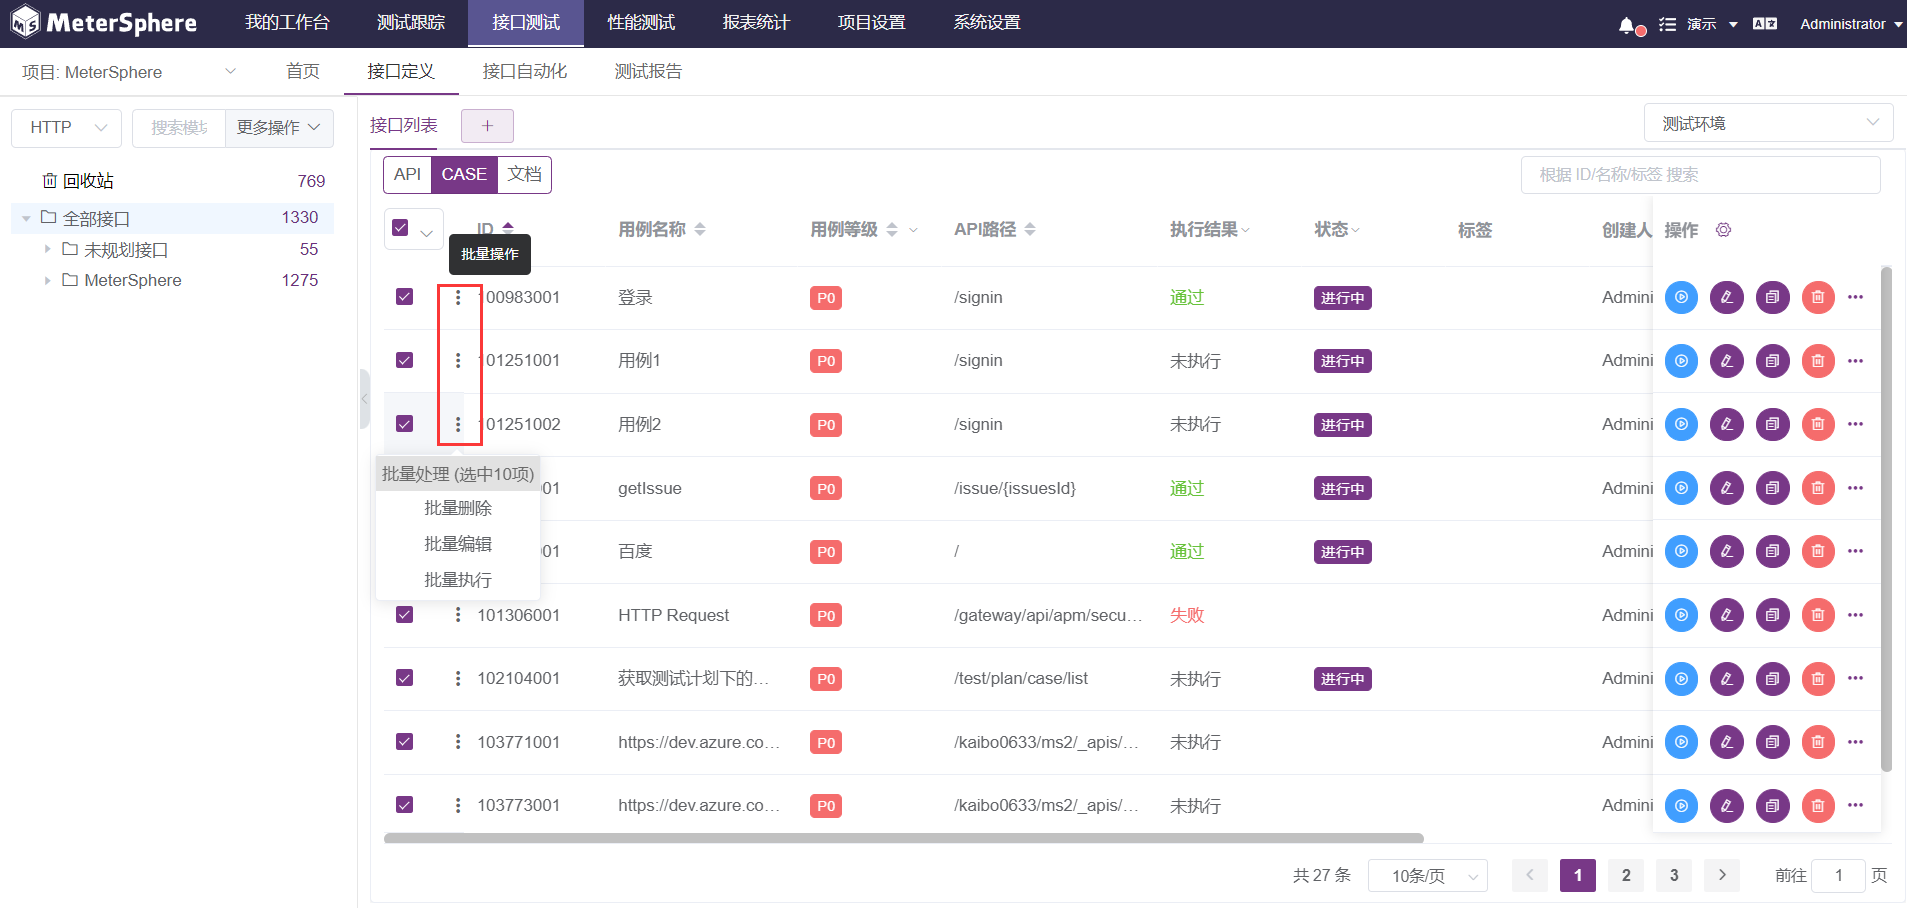 MeterSphere 我的工作台 测试跟踪 接口测试 性能测试 报表统计 项目设置 系统设置 演示 Administrator
项目: MeterSphere 首页 接口定义 接口自动化 测试报告
HTTP 搜索模块 更多操作 接口列表 + 测试环境
回收站 769
全部接口 1330
未规划接口 55
MeterSphere 1275
API CASE 文档 根据 ID/名称/标签 搜索
ID 用例名称 用例等级 API路径 执行结果 状态 标签 创建人 操作
批量操作
100983001 登录 P0 /signin 通过 进行中 Admini
101251001 用例1 P0 /signin 未执行 进行中 Admini
101251002 用例2 P0 /signin 未执行 进行中 Admini
批量处理 (选中10项)
批量删除
批量编辑
批量执行
01 getIssue P0 /issue/{issuesId} 通过 进行中 Admini
01 百度 P0 / 通过 进行中 Admini
101306001 HTTP Request P0 /gateway/api/apm/secu... 失败 Admini
102104001 获取测试计划下的... P0 /test/plan/case/list 未执行 进行中 Admini
103771001 https://dev.azure.co... P0 /kaibo0633/ms2/_apis/... 未执行 Admini
103773001 https://dev.azure.co... P0 /kaibo0633/ms2/_apis/... 未执行 Admini
共 27 条 10条/页 < 1 2 3 > 前往 1 页